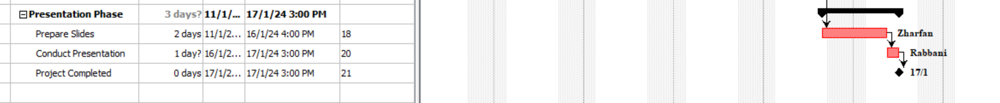 Presentation Phase 3 days? 11/1/... 17/1/24 3:00 PM
Prepare Slides 2 days 11/1/2... 16/1/24 4:00 PM 18 Zharfan
Conduct Presentation 1 day? 16/1/2... 17/1/24 3:00 PM 20 Rabbani
Project Completed 0 days 17/1/2... 17/1/24 3:00 PM 21 17/1